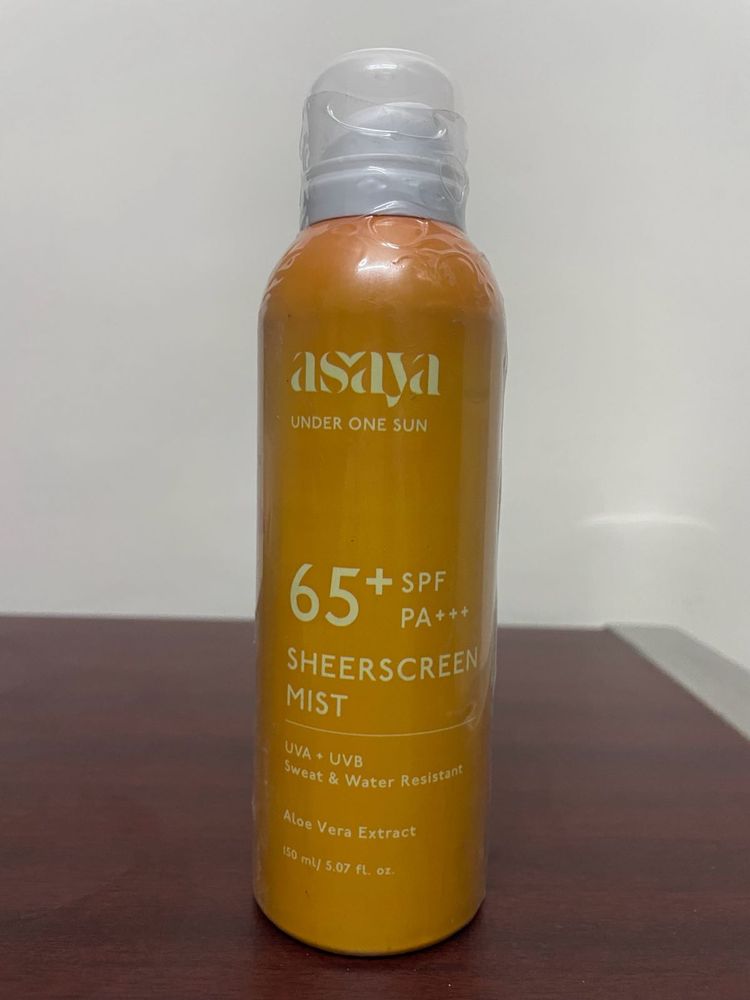 asaya
UNDER ONE SUN
65+ SPF
PA+++
SHEERSCREEN
MIST
UVA + UVB
Sweat & Water Resistant
Aloe Vera Extract
150 ml/ 5.07 fl. oz.